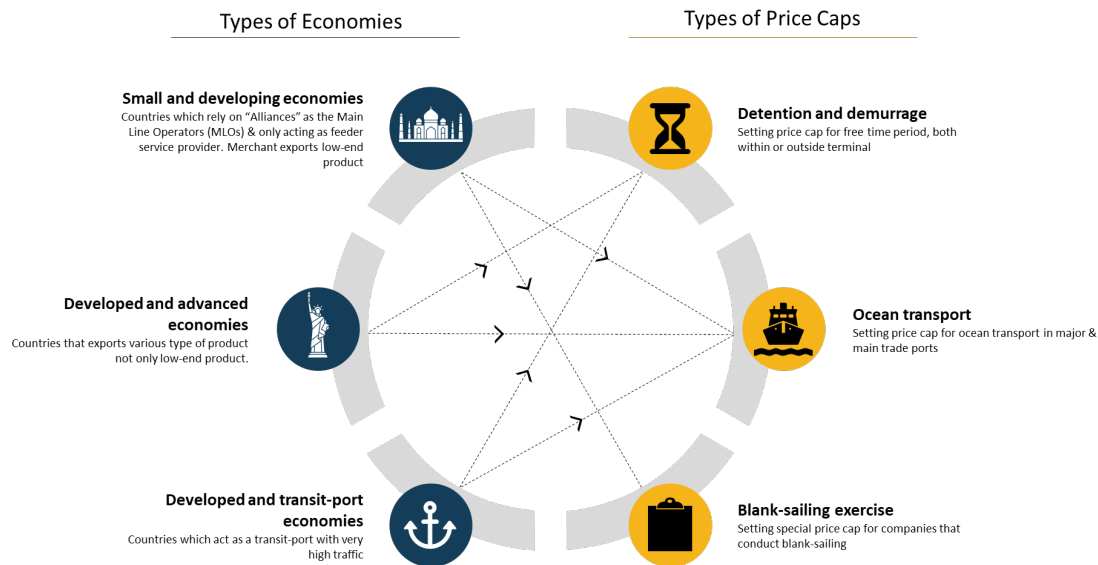 Types of Economies
Types of Price Caps
Small and developing economies
Countries which rely on “Alliances” as the Main
Line Operators (MLOs) & only acting as feeder
service provider. Merchant exports low-end
product
Developed and advanced
economies
Countries that exports various type of product
not only low-end product.
Developed and transit-port
economies
Countries which act as a transit-port with very
high traffic
Detention and demurrage
Setting price cap for free time period, both
within or outside terminal
Ocean transport
Setting price cap for ocean transport in major &
main trade ports
Blank-sailing exercise
Setting special price cap for companies that
conduct blank-sailing